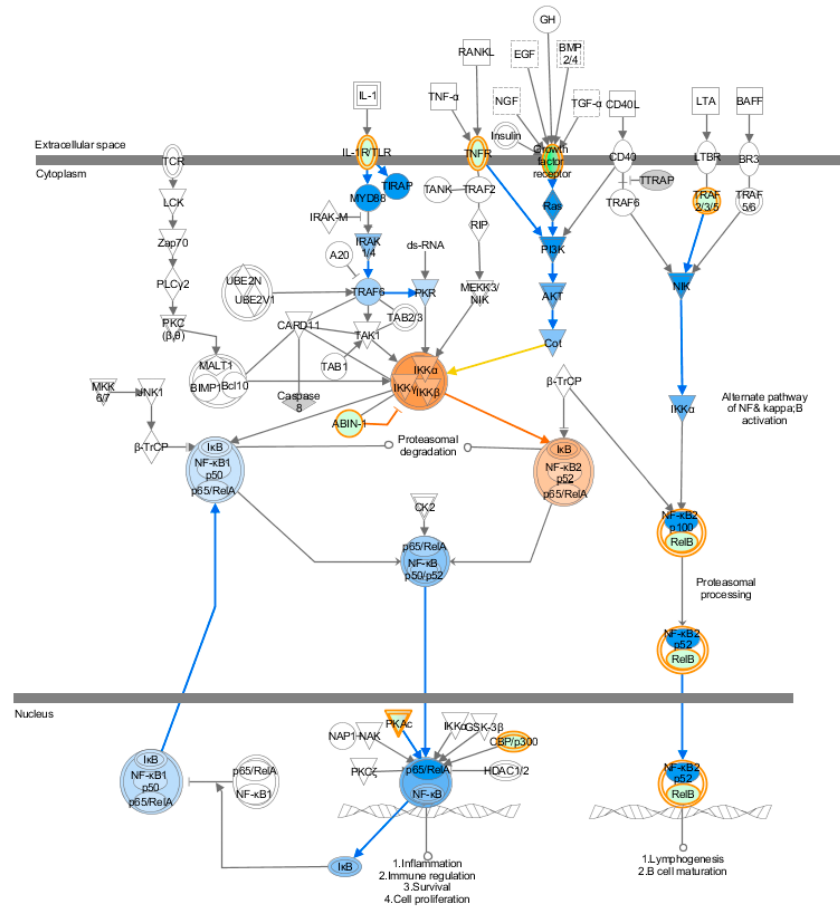 GH
RANKL
EGF
BMP
2/4
IL-1
TNF-α
NGF
TGF-α
CD40L
LTA
BAFF
Extracellular space
Insulin
TCR
IL-1R/TLR
TNFR
Growth
factor
receptor
CD40
LTBR
BR3
Cytoplasm
TIRAP
TANK
TRAF2
TTRAP
LCK
MYD88
Ras
TRAF6
TRAF
2/3/5
TRAF
5/6
IRAK-M
RIP
Zap70
IRAK
1/4
ds-RNA
PI3K
A20
PLCγ2
UBE2N
UBE2V1
TRAF6
PKR
MEKK3/
NIK
AKT
NIK
TAB2/3
PKC
(β,θ)
CARD11
TAK1
Cot
MALT1
TAB1
IKKα
BIMP1
Bcl10
IKKγ
IKKβ
β-TrCP
MKK
6/7
JNK1
Caspase
8
IKKα
Alternate pathway
of NF& kappa;B
activation
ABIN-1
β-TrCP
Proteasomal
degradation
IκB
NF-κB1
p50
p65/RelA
IκB
NF-κB2
p52
p65/RelA
CK2
NF-κB2
p100
RelB
p65/RelA
NF-κB
p50/p52
Proteasomal
processing
NF-κB2
p52
RelB
Nucleus
PKAc
NAP1
NAK
IKKα
GSK-3β
CBP/p300
IκB
NF-κB1
p50
p65/RelA
p65/RelA
NF-κB1
PKCζ
p65/RelA
NF-κB
HDAC1/2
NF-κB2
p52
RelB
IκB
1.Inflammation
2.Immune regulation
3.Survival
4.Cell proliferation
1.Lymphogenesis
2.B cell maturation